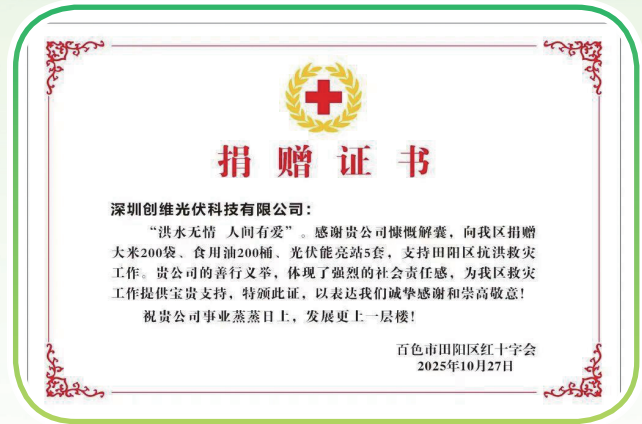 捐赠证书
深圳创维光伏科技有限公司：
“洪水无情 人间有爱”。感谢贵公司慷慨解囊，向我区捐赠
大米200袋、食用油200桶、光伏能亮站5套，支持田阳区抗洪救灾
工作。贵公司的善行义举，体现了强烈的社会责任感，为我区救灾
工作提供宝贵支持，特颁此证，以表达我们诚挚感谢和崇高敬意！
祝贵公司事业蒸蒸日上，发展更上一层楼！
百色市田阳区红十字会
2025年10月27日